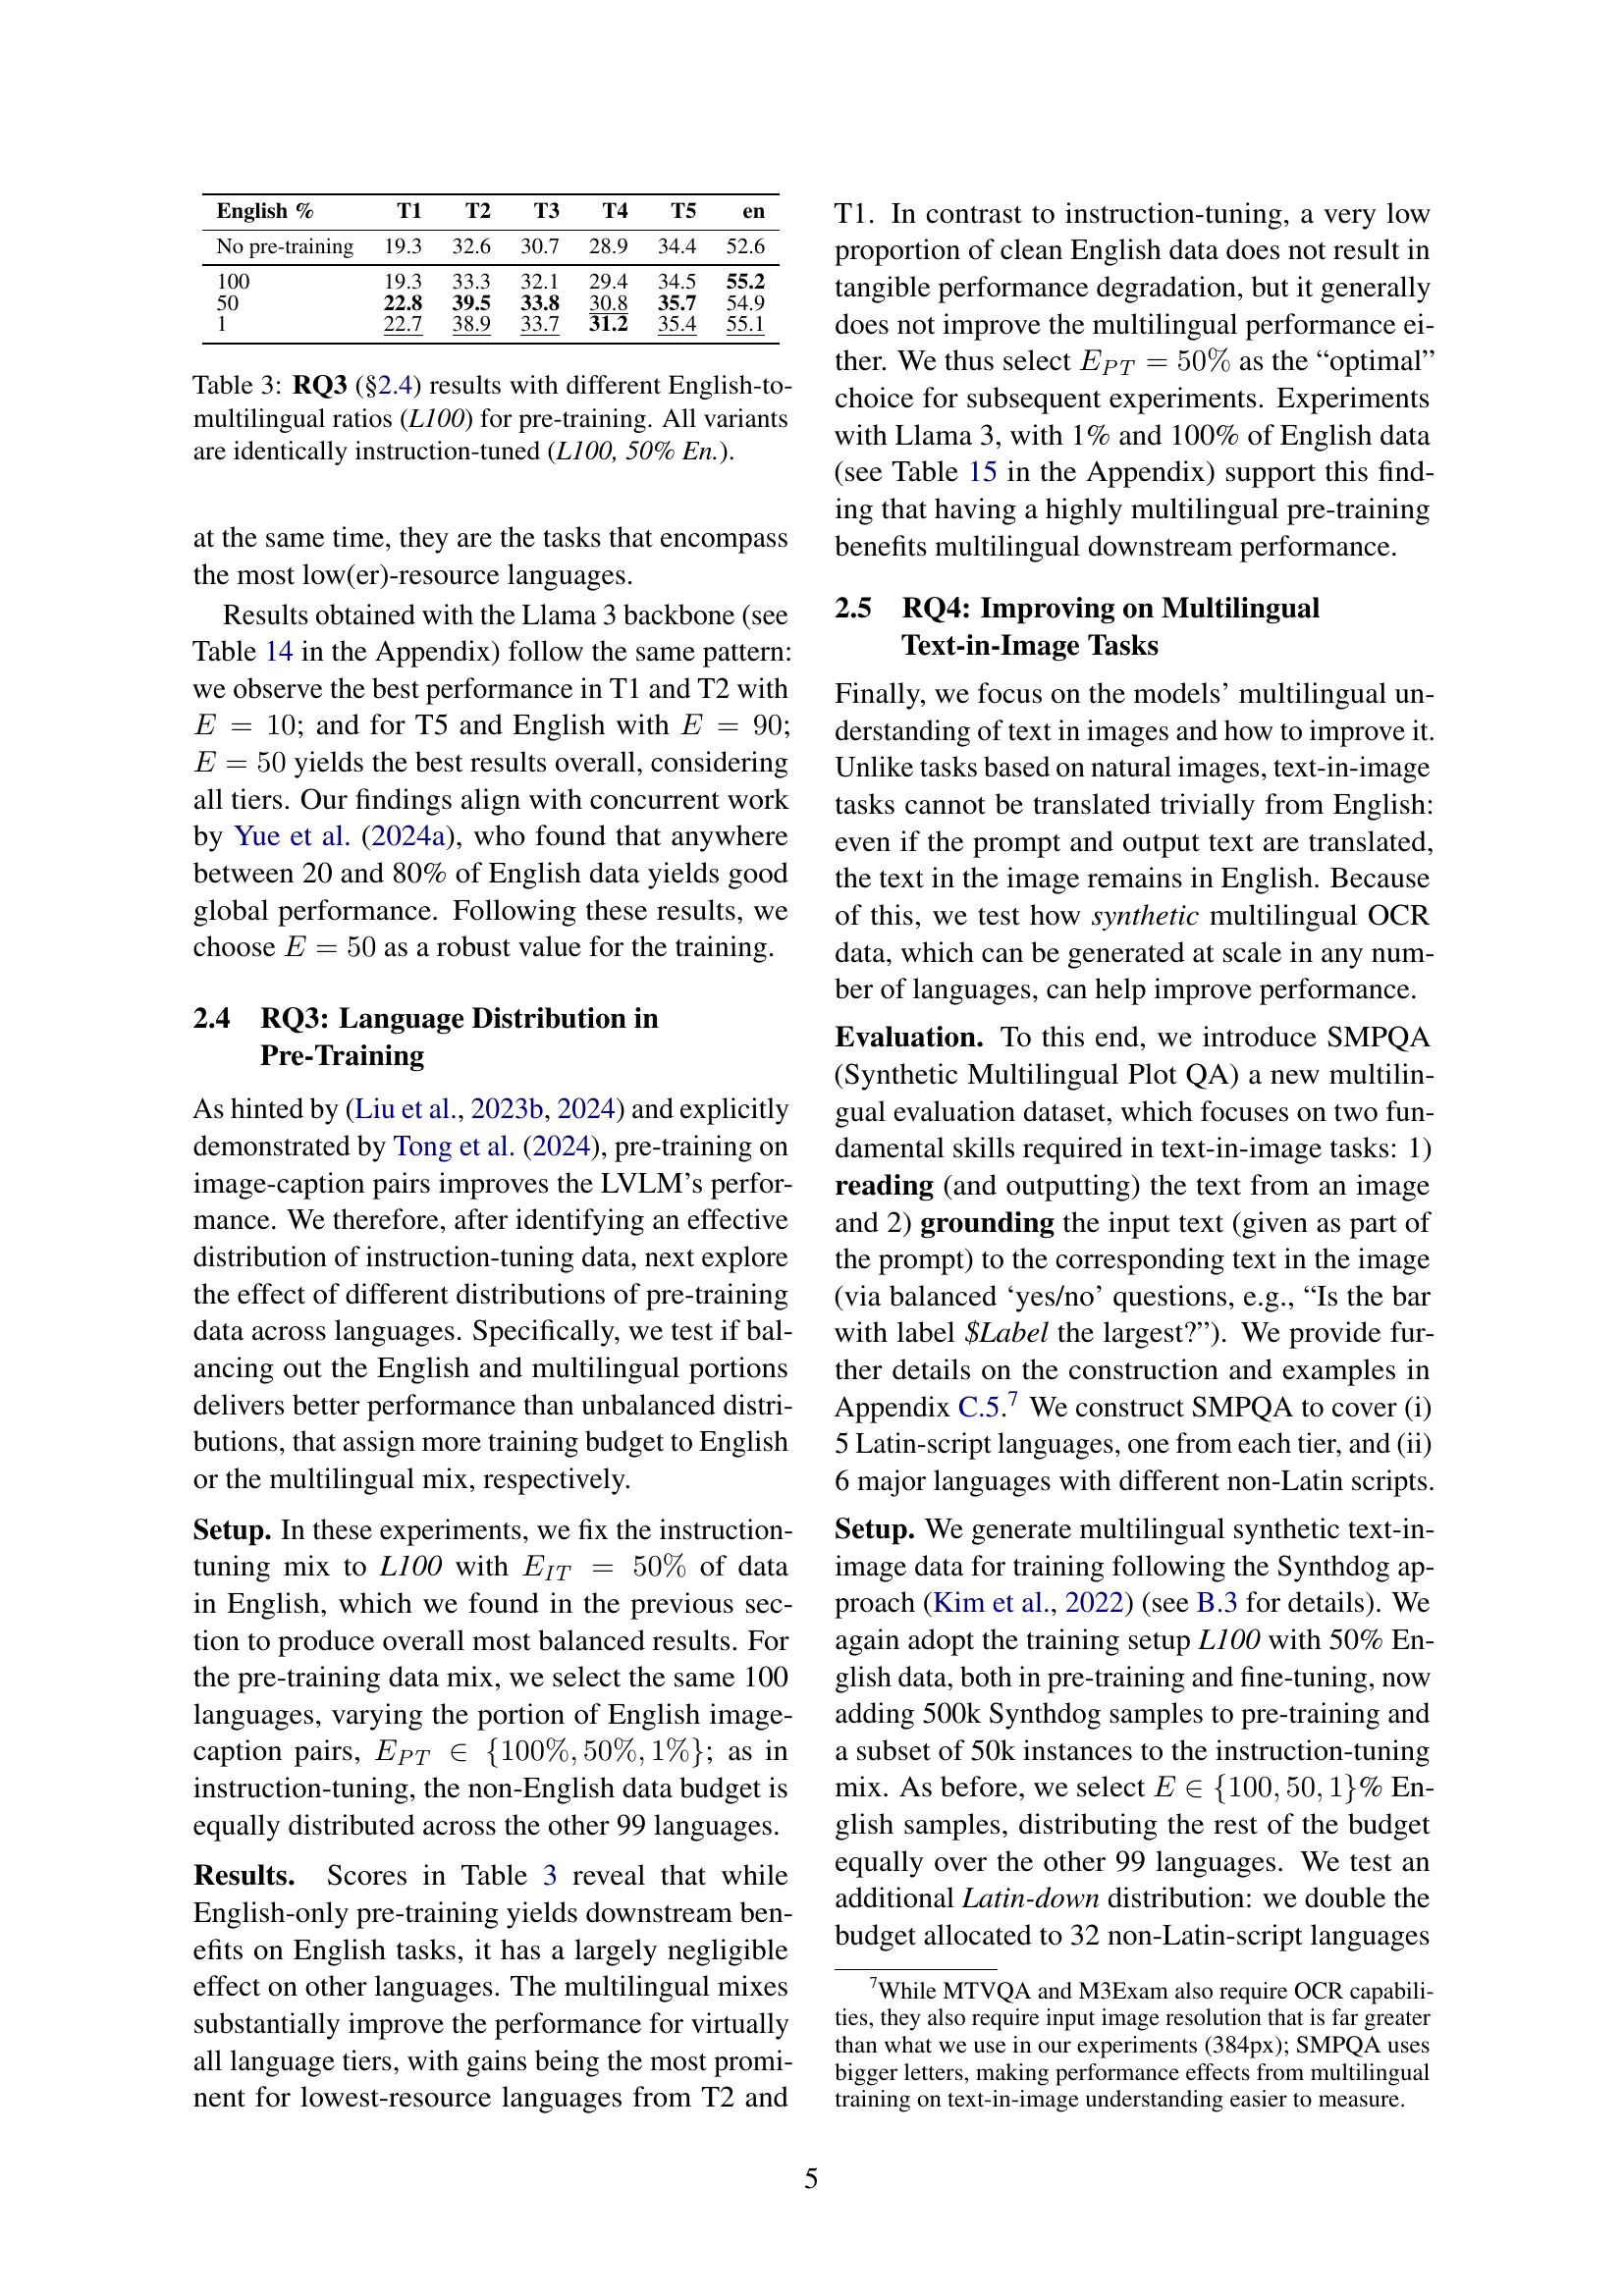 English % T1 T2 T3 T4 T5 en
No pre-training 19.3 32.6 30.7 28.9 34.4 52.6
100 19.3 33.3 32.1 29.4 34.5 55.2
50 22.8 39.5 33.8 30.8 35.7 54.9
1 22.7 38.9 33.7 31.2 35.4 55.1
Table 3: RQ3 (§2.4) results with different English-to-
multilingual ratios (L100) for pre-training. All variants
are identically instruction-tuned (L100, 50% En.).
at the same time, they are the tasks that encompass
the most low(er)-resource languages.
Results obtained with the Llama 3 backbone (see
Table 14 in the Appendix) follow the same pattern:
we observe the best performance in T1 and T2 with
E = 10; and for T5 and English with E = 90;
E = 50 yields the best results overall, considering
all tiers. Our findings align with concurrent work
by Yue et al. (2024a), who found that anywhere
between 20 and 80% of English data yields good
global performance. Following these results, we
choose E = 50 as a robust value for the training.
2.4 RQ3: Language Distribution in
Pre-Training
As hinted by (Liu et al., 2023b, 2024) and explicitly
demonstrated by Tong et al. (2024), pre-training on
image-caption pairs improves the LVLM's perfor-
mance. We therefore, after identifying an effective
distribution of instruction-tuning data, next explore
the effect of different distributions of pre-training
data across languages. Specifically, we test if bal-
ancing out the English and multilingual portions
delivers better performance than unbalanced distri-
butions, that assign more training budget to English
or the multilingual mix, respectively.
Setup. In these experiments, we fix the instruction-
tuning mix to L100 with E_IT = 50% of data
in English, which we found in the previous sec-
tion to produce overall most balanced results. For
the pre-training data mix, we select the same 100
languages, varying the portion of English image-
caption pairs, E_PT ∈ {100%, 50%, 1%}; as in
instruction-tuning, the non-English data budget is
equally distributed across the other 99 languages.
Results. Scores in Table 3 reveal that while
English-only pre-training yields downstream ben-
efits on English tasks, it has a largely negligible
effect on other languages. The multilingual mixes
substantially improve the performance for virtually
all language tiers, with gains being the most promi-
nent for lowest-resource languages from T2 and
T1. In contrast to instruction-tuning, a very low
proportion of clean English data does not result in
tangible performance degradation, but it generally
does not improve the multilingual performance ei-
ther. We thus select E_PT = 50% as the “optimal”
choice for subsequent experiments. Experiments
with Llama 3, with 1% and 100% of English data
(see Table 15 in the Appendix) support this find-
ing that having a highly multilingual pre-training
benefits multilingual downstream performance.
2.5 RQ4: Improving on Multilingual
Text-in-Image Tasks
Finally, we focus on the models' multilingual un-
derstanding of text in images and how to improve it.
Unlike tasks based on natural images, text-in-image
tasks cannot be translated trivially from English:
even if the prompt and output text are translated,
the text in the image remains in English. Because
of this, we test how synthetic multilingual OCR
data, which can be generated at scale in any num-
ber of languages, can help improve performance.
Evaluation. To this end, we introduce SMPQA
(Synthetic Multilingual Plot QA) a new multilin-
gual evaluation dataset, which focuses on two fun-
damental skills required in text-in-image tasks: 1)
reading (and outputting) the text from an image
and 2) grounding the input text (given as part of
the prompt) to the corresponding text in the image
(via balanced ‘yes/no’ questions, e.g., “Is the bar
with label $Label the largest?”). We provide fur-
ther details on the construction and examples in
Appendix C.5.⁷ We construct SMPQA to cover (i)
5 Latin-script languages, one from each tier, and (ii)
6 major languages with different non-Latin scripts.
Setup. We generate multilingual synthetic text-in-
image data for training following the Synthdog ap-
proach (Kim et al., 2022) (see B.3 for details). We
again adopt the training setup L100 with 50% En-
glish data, both in pre-training and fine-tuning, now
adding 500k Synthdog samples to pre-training and
a subset of 50k instances to the instruction-tuning
mix. As before, we select E ∈ {100, 50, 1}% En-
glish samples, distributing the rest of the budget
equally over the other 99 languages. We test an
additional Latin-down distribution: we double the
budget allocated to 32 non-Latin-script languages
⁷While MTVQA and M3Exam also require OCR capabili-
ties, they also require input image resolution that is far greater
than what we use in our experiments (384px); SMPQA uses
bigger letters, making performance effects from multilingual
training on text-in-image understanding easier to measure.
5